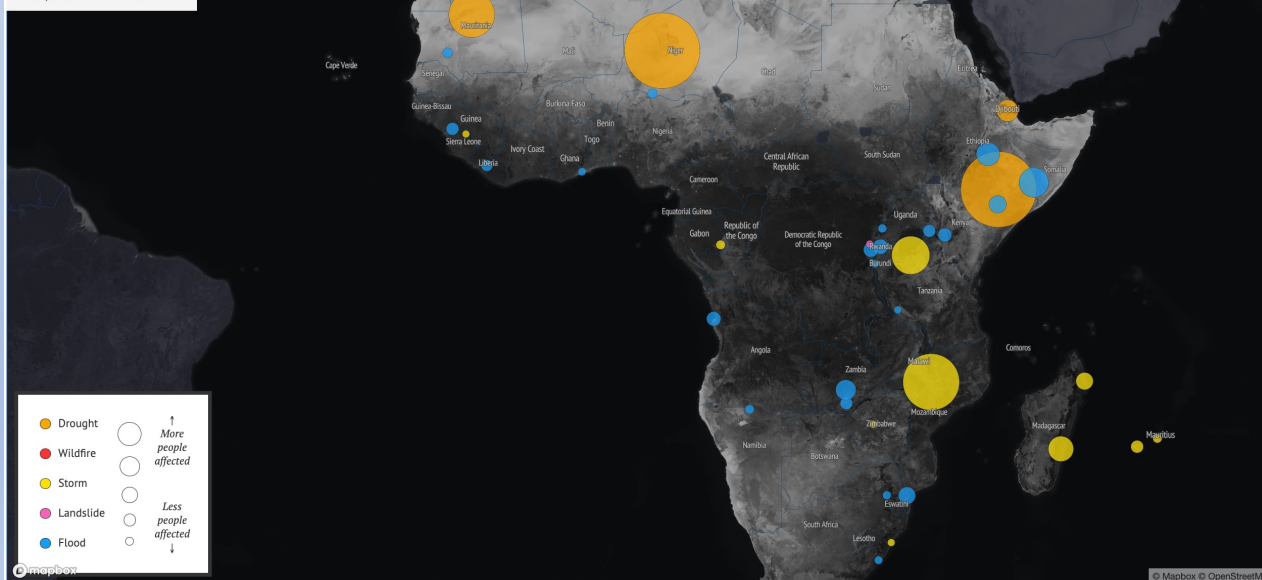 Mauritania
Mali
Niger
Cape Verde
Senegal
Chad
Eritrea
Sudan
Guinea-Bissau
Burkina Faso
Djibouti
Guinea
Benin
Nigeria
Togo
Sierra Leone
Ivory Coast
Ghana
Liberia
Ethiopia
Central African
Republic
South Sudan
Somalia
Cameroon
Equatorial Guinea
Uganda
Gabon
Republic of
the Congo
Democratic Republic
of the Congo
Kenya
Rwanda
Burundi
Tanzania
Angola
Comoros
Malawi
Zambia
Mozambique
Zimbabwe
Madagascar
Mauritius
Namibia
Botswana
Eswatini
South Africa
Lesotho
Drought
Wildfire
Storm
Landslide
Flood
↑
More
people
affected
Less
people
affected
↓
mapbox
© Mapbox © OpenStreetM